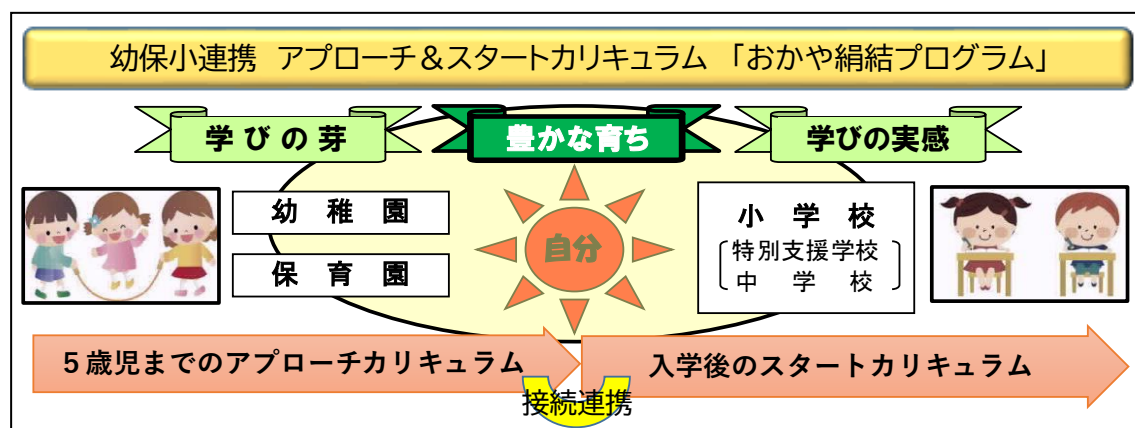 幼保小連携 アプローチ＆スタートカリキュラム 「おかや絹結プログラム」
学びの芽
豊かな育ち
学びの実感
幼稚園
保育園
自分
小学校
特別支援学校
中学校
５歳児までのアプローチカリキュラム
入学後のスタートカリキュラム
接続連携